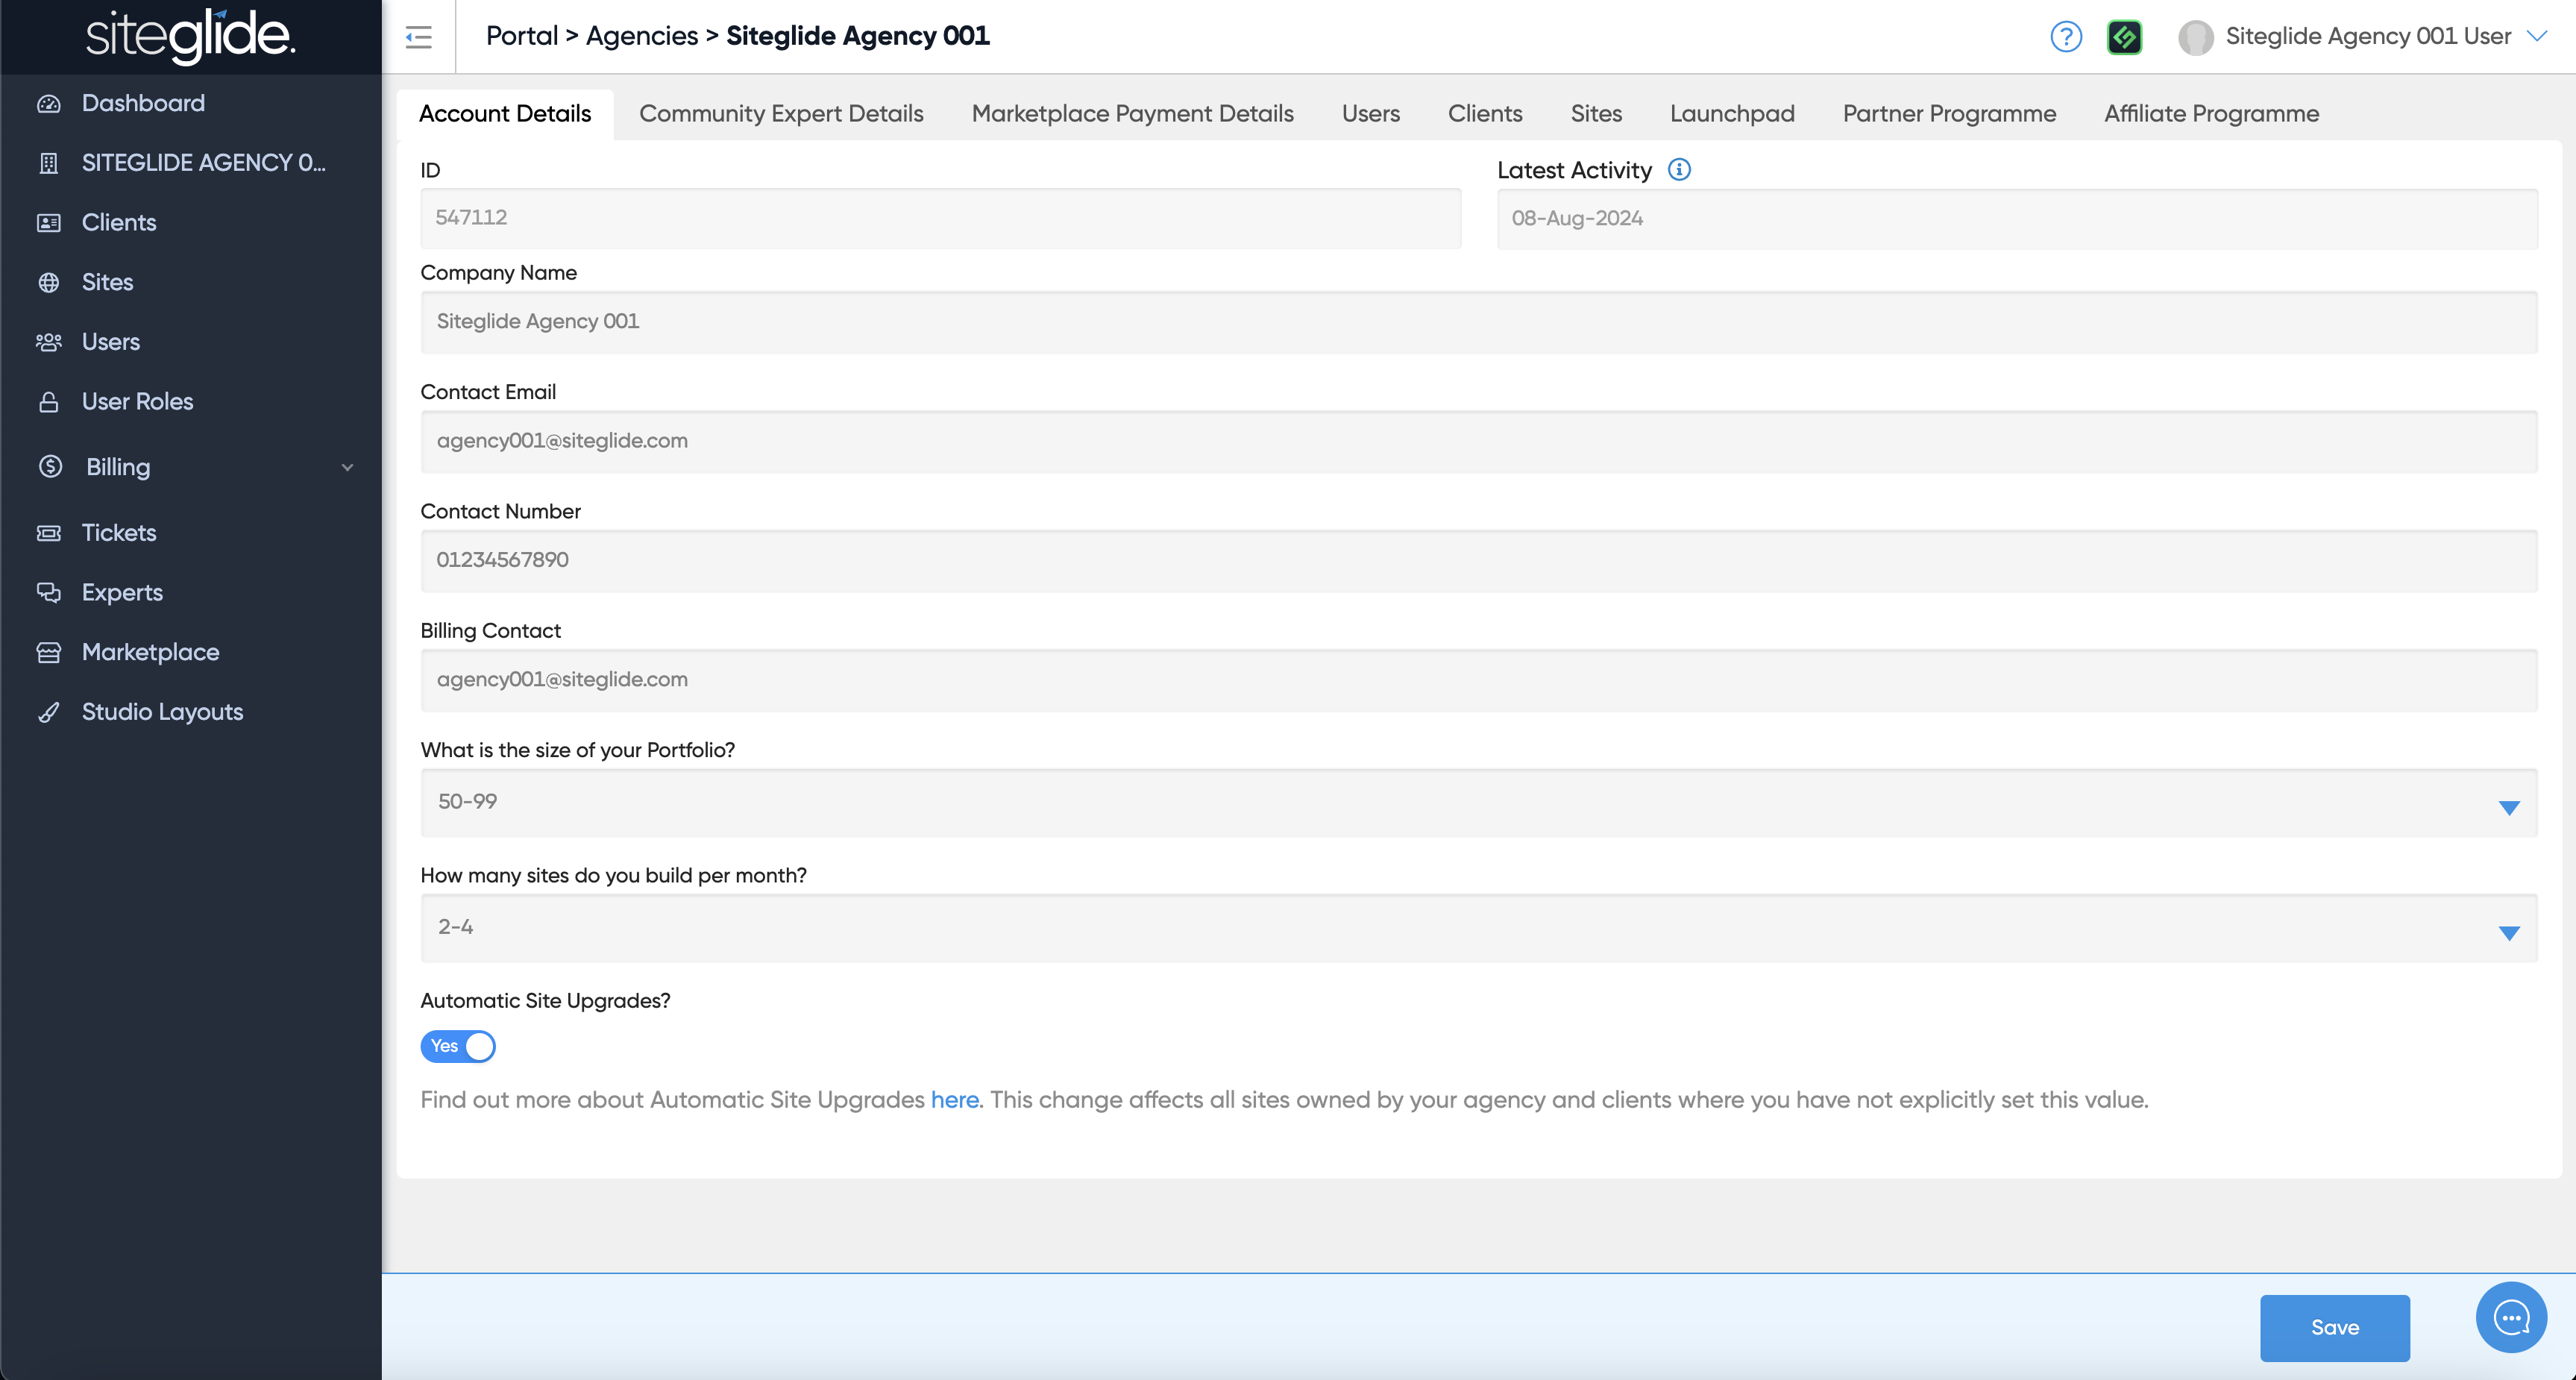 siteglide.
Portal > Agencies > Siteglide Agency 001
Siteglide Agency 001 User
Dashboard
SITEGLIDE AGENCY 0...
Clients
Sites
Users
User Roles
Billing
Tickets
Experts
Marketplace
Studio Layouts
Account Details Community Expert Details Marketplace Payment Details Users Clients Sites Launchpad Partner Programme Affiliate Programme
ID
547112
Latest Activity
08-Aug-2024
Company Name
Siteglide Agency 001
Contact Email
agency001@siteglide.com
Contact Number
01234567890
Billing Contact
agency001@siteglide.com
What is the size of your Portfolio?
50-99
How many sites do you build per month?
2-4
Automatic Site Upgrades?
Yes
Find out more about Automatic Site Upgrades here. This change affects all sites owned by your agency and clients where you have not explicitly set this value.
Save